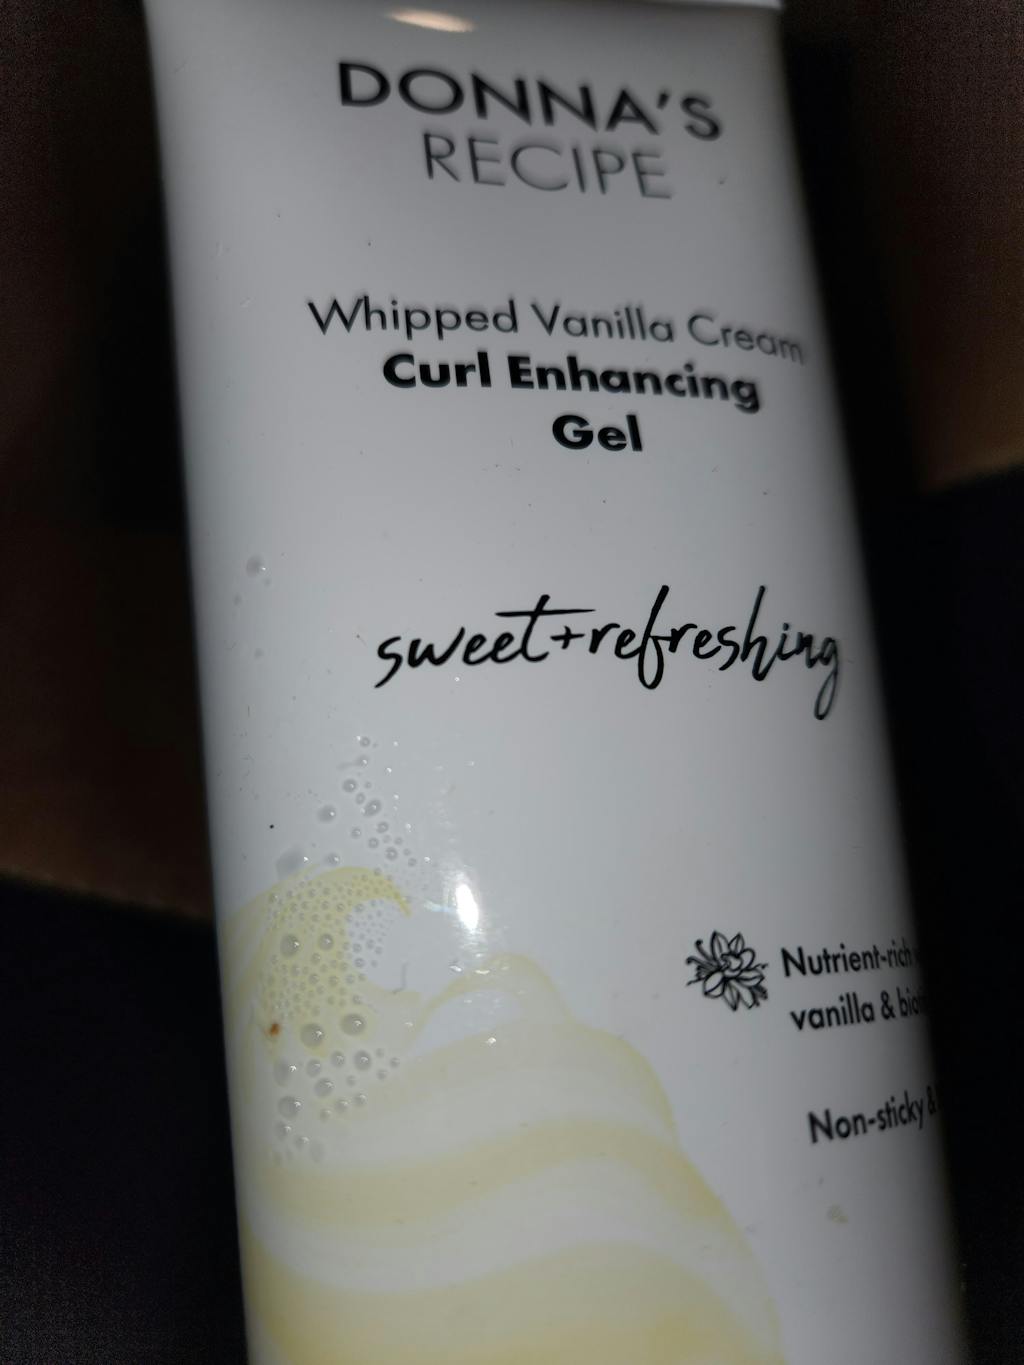 DONNA'S
RECIPE
Whipped Vanilla Cream
Curl Enhancing
Gel
sweet+refreshing
Nutrient-rich
vanilla &
Non-sticky &